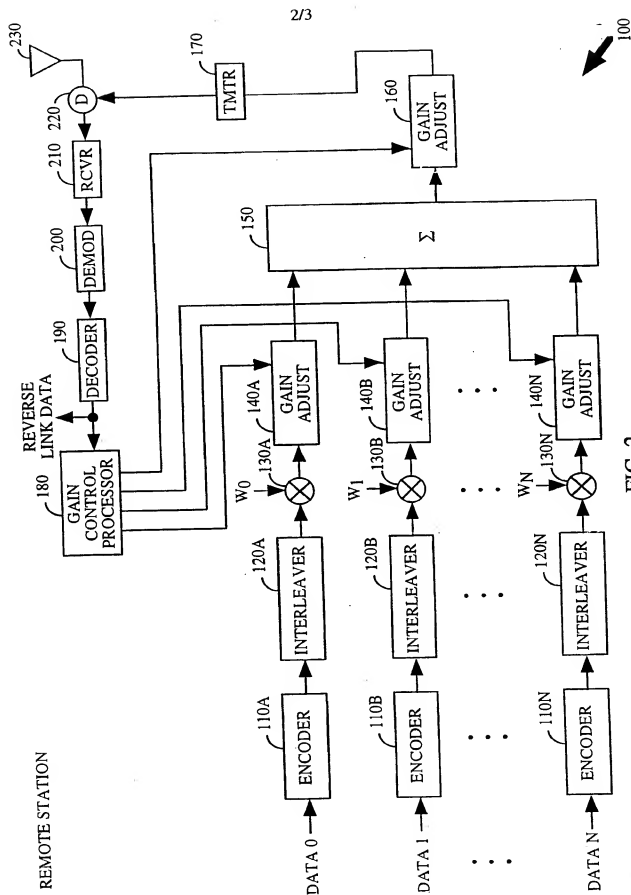 2/3
REMOTE STATION
100
230
220
D
210
RCVR
200
DEMOD
190
DECODER
REVERSE
LINK DATA
180
GAIN
CONTROL
PROCESSOR
170
TMTR
160
GAIN
ADJUST
150
Σ
DATA 0
110A
ENCODER
120A
INTERLEAVER
W0
130A
140A
GAIN
ADJUST
DATA 1
110B
ENCODER
120B
INTERLEAVER
W1
130B
140B
GAIN
ADJUST
DATA N
110N
ENCODER
120N
INTERLEAVER
WN
130N
140N
GAIN
ADJUST